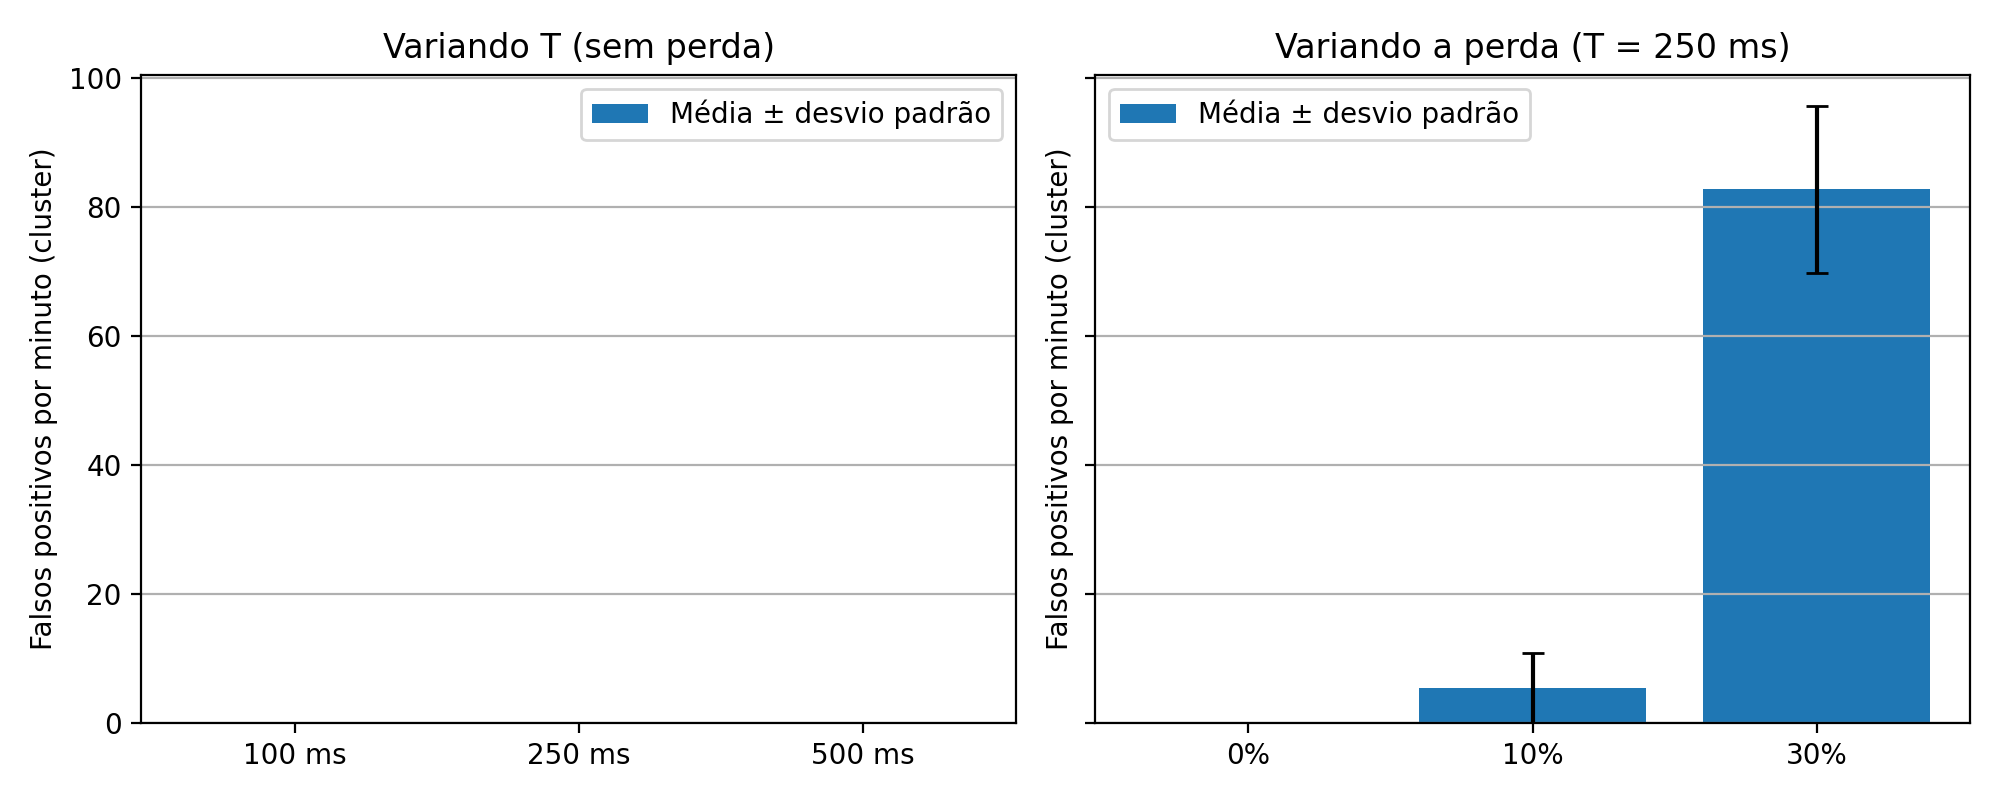 Variando T (sem perda)
Falsos positivos por minuto (cluster)
100
80
60
40
20
0
Média ± desvio padrão
100 ms
250 ms
500 ms
Variando a perda (T = 250 ms)
Falsos positivos por minuto (cluster)
Média ± desvio padrão
0%
10%
30%